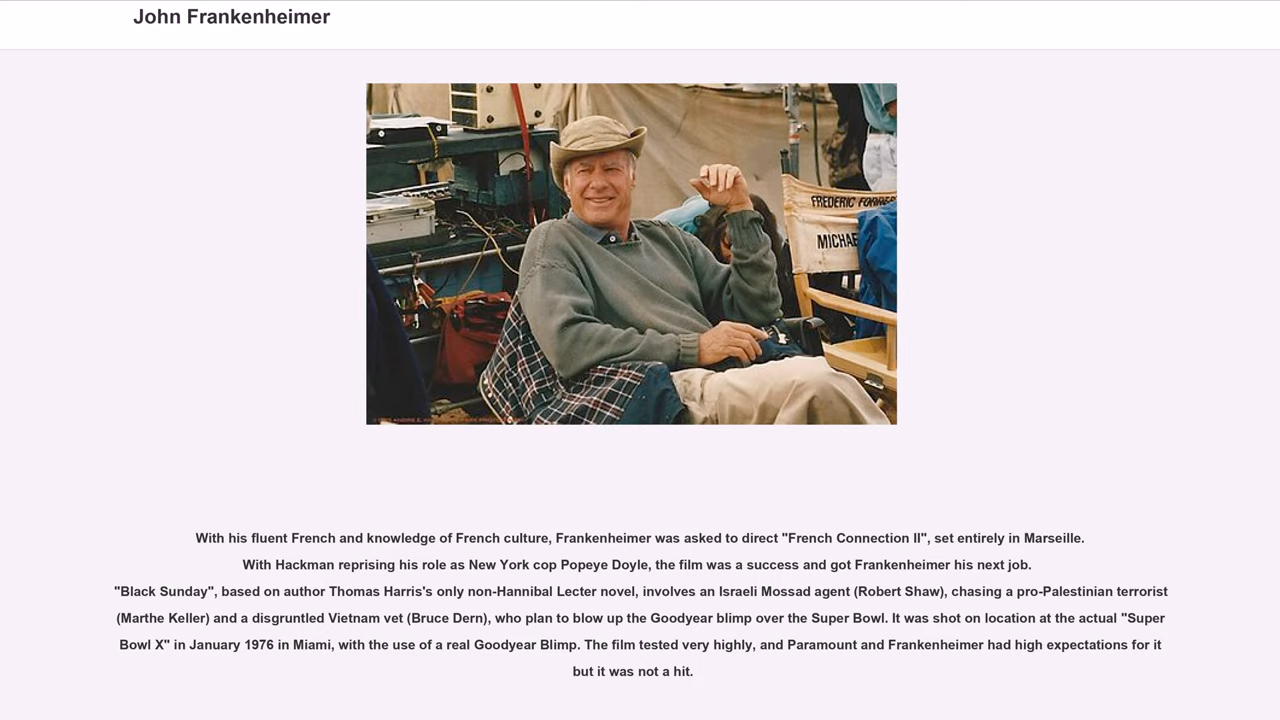 John Frankenheimer
FREDERIC FORREST
MICHAE
With his fluent French and knowledge of French culture, Frankenheimer was asked to direct "French Connection II", set entirely in Marseille.
With Hackman reprising his role as New York cop Popeye Doyle, the film was a success and got Frankenheimer his next job.
"Black Sunday", based on author Thomas Harris's only non-Hannibal Lecter novel, involves an Israeli Mossad agent (Robert Shaw), chasing a pro-Palestinian terrorist
(Marthe Keller) and a disgruntled Vietnam vet (Bruce Dern), who plan to blow up the Goodyear blimp over the Super Bowl. It was shot on location at the actual "Super
Bowl X" in January 1976 in Miami, with the use of a real Goodyear Blimp. The film tested very highly, and Paramount and Frankenheimer had high expectations for it
but it was not a hit.